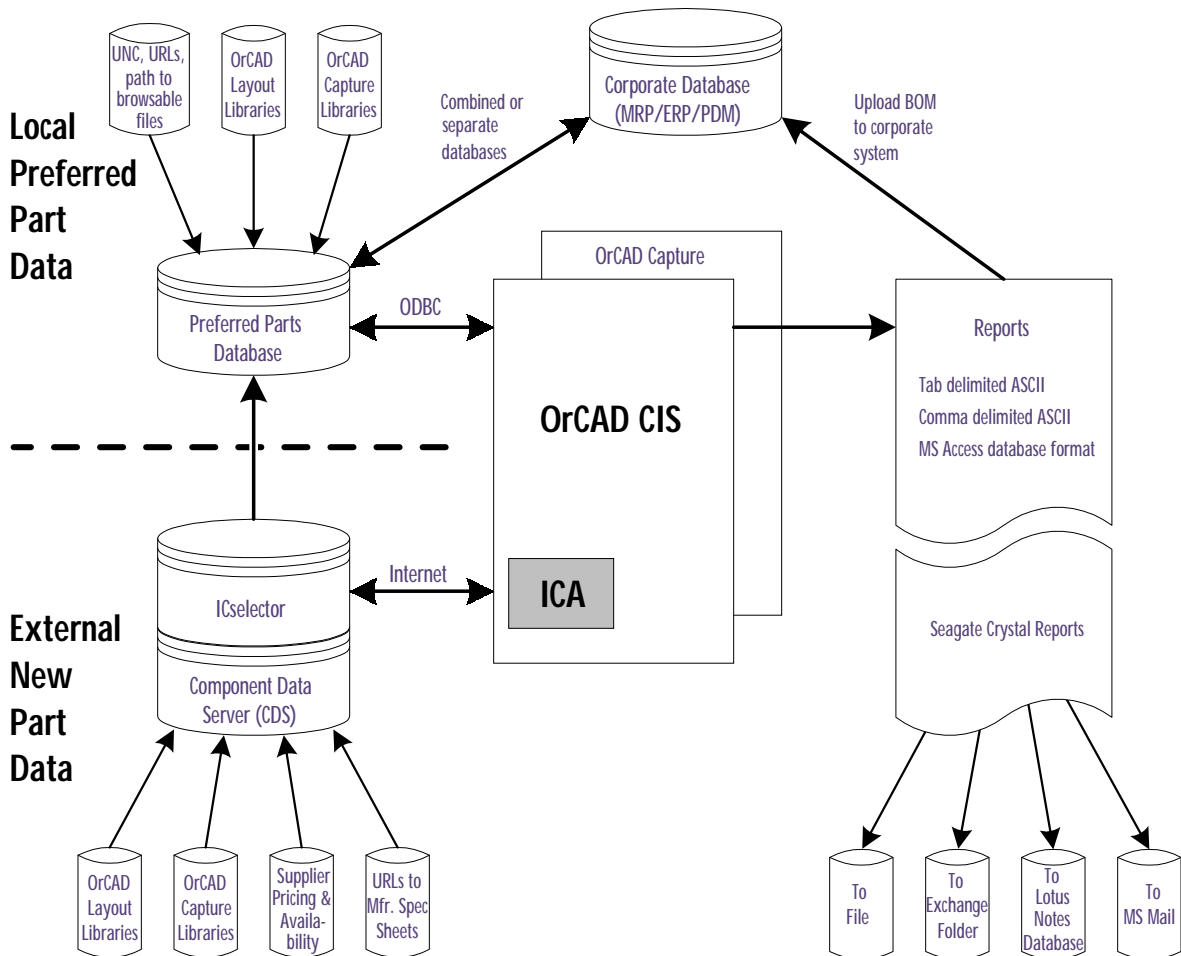 UNC, URLs,
path to
browsable
files
OrCAD
Layout
Libraries
OrCAD
Capture
Libraries
Local
Preferred
Part
Data
Combined or
separate
databases
Corporate Database
(MRP/ERP/PDM)
Upload BOM
to corporate
system
Preferred Parts
Database
ODBC
OrCAD Capture
OrCAD CIS
ICA
Reports
Tab delimited ASCII
Comma delimited ASCII
MS Access database format
External
New
Part
Data
ICselector
Component Data
Server (CDS)
Internet
Seagate Crystal Reports
OrCAD
Layout
Libraries
OrCAD
Capture
Libraries
Supplier
Pricing &
Availa-
bility
URLs to
Mfr. Spec
Sheets
To
File
To
Exchange
Folder
To
Lotus
Notes
Database
To
MS Mail